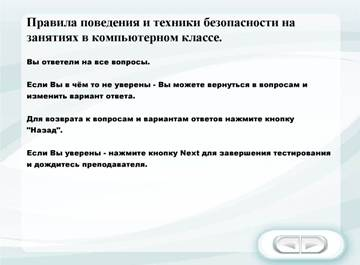 Правила поведения и техники безопасности на
занятиях в компьютерном классе.
Вы ответели на все вопросы.
Если Вы в чём то не уверены - Вы можете вернуться в вопросам и
изменить вариант ответа.
Для возврата к вопросам и вариантам ответов нажмите кнопку
"Назад".
Если Вы уверены - нажмите кнопку Next для завершения тестирования
и дождитесь преподавателя.